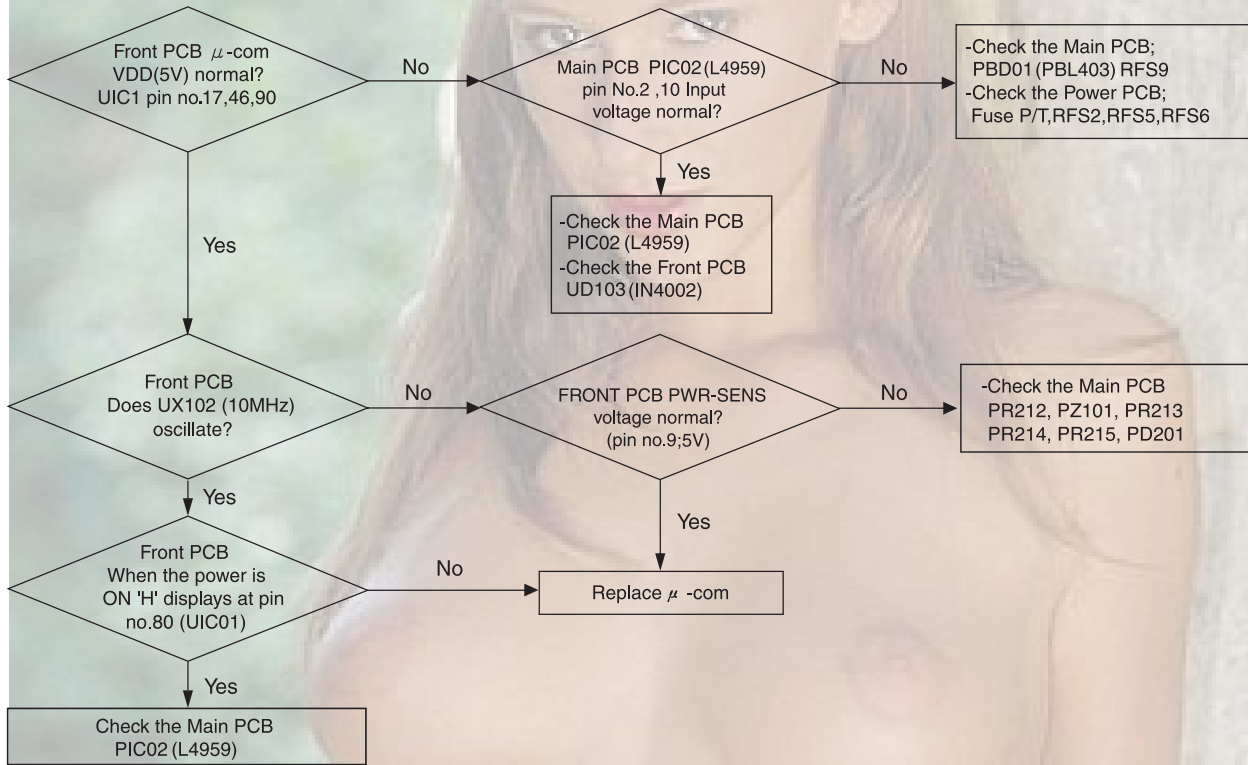 Front PCB μ-com
VDD(5V) normal?
UIC1 pin no.17,46,90
No
Main PCB PIC02(L4959)
pin No.2 ,10 Input
voltage normal?
No
-Check the Main PCB;
PBD01(PBL403) RFS9
-Check the Power PCB;
Fuse P/T,RFS2,RFS5,RFS6
Yes
Yes
-Check the Main PCB
PIC02(L4959)
-Check the Front PCB
UD103(IN4002)
Front PCB
Does UX102 (10MHz)
oscillate?
No
FRONT PCB PWR-SENS
voltage normal?
(pin no.9;5V)
No
-Check the Main PCB
PR212, PZ101, PR213
PR214, PR215, PD201
Yes
Yes
Front PCB
When the power is
ON 'H' displays at pin
no.80 (UIC01)
No
Replace μ -com
Yes
Check the Main PCB
PIC02(L4959)